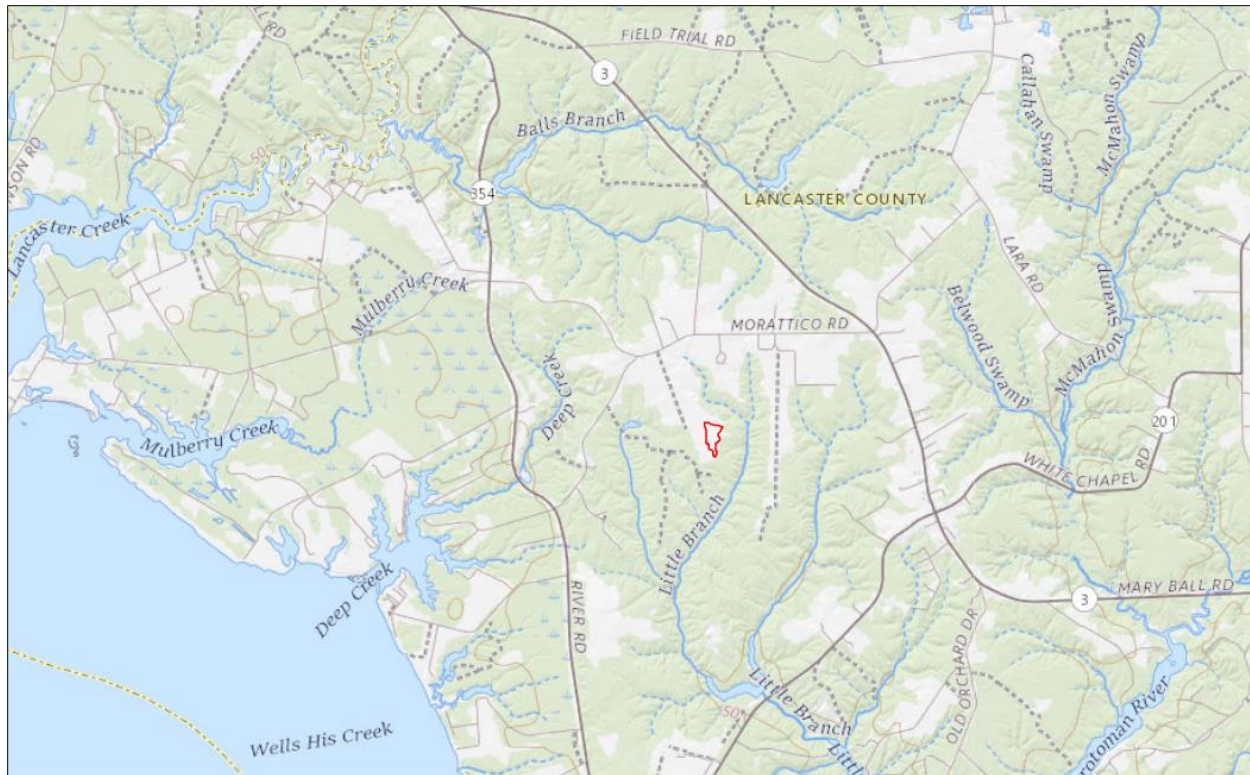 FIELD TRIAL RD
3
Callahan Swamp
McMahon Swamp
Balls Branch
354
50
LANCASTER COUNTY
Lancaster Creek
LARA RD
Mulberry Creek
Belwood Swamp
McMahon Swamp
MORATTICO RD
Deep Creek
201
Mulberry Creek
WHITE CHAPEL RD
Little Branch
Deep Creek
RIVER RD
MARY BALL RD
3
OLD ORCHARD DR
Little Branch
50
Wells His Creek